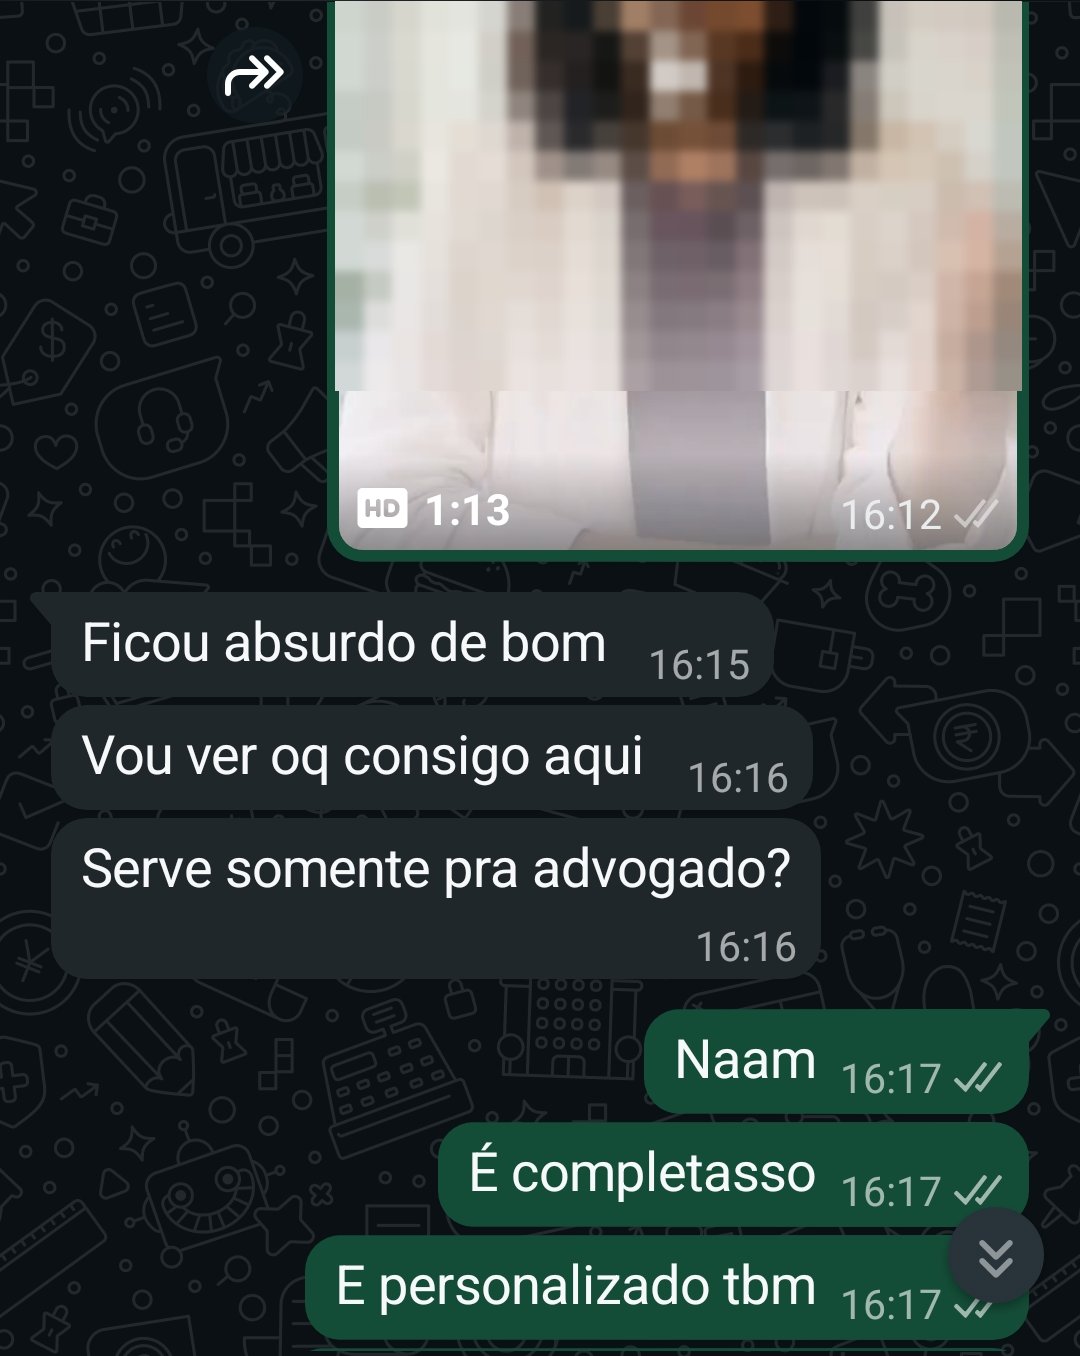 HD 1:13 16:12
Ficou absurdo de bom 16:15
Vou ver oq consigo aqui 16:16
Serve somente pra advogado?
16:16
Naam 16:17
É completasso 16:17
E personalizado tbm 16:17